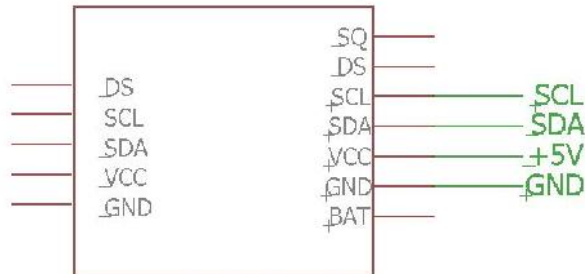 SQ
DS
DS
SCL
SCL
SCL
SDA
SDA
SDA
VCC
VCC
+5V
GND
GND
GND
BAT